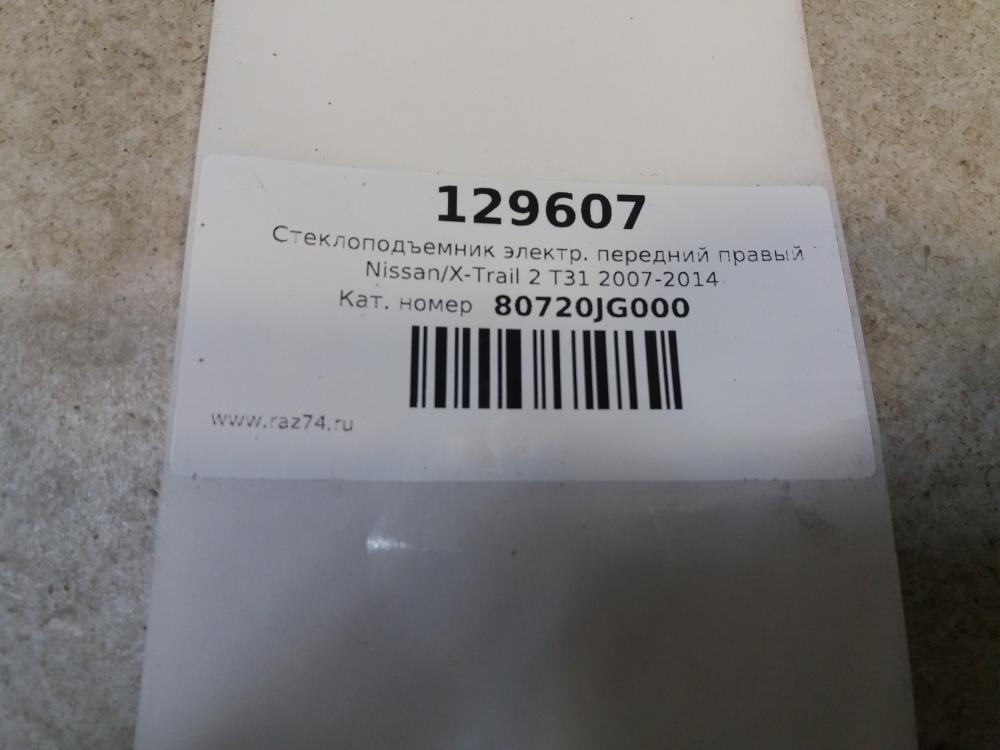 129607
Стеклоподъемник электр. передний правый
Nissan/X-Trail 2 T31 2007-2014
Кат. номер 80720JG000
www.raz74.ru